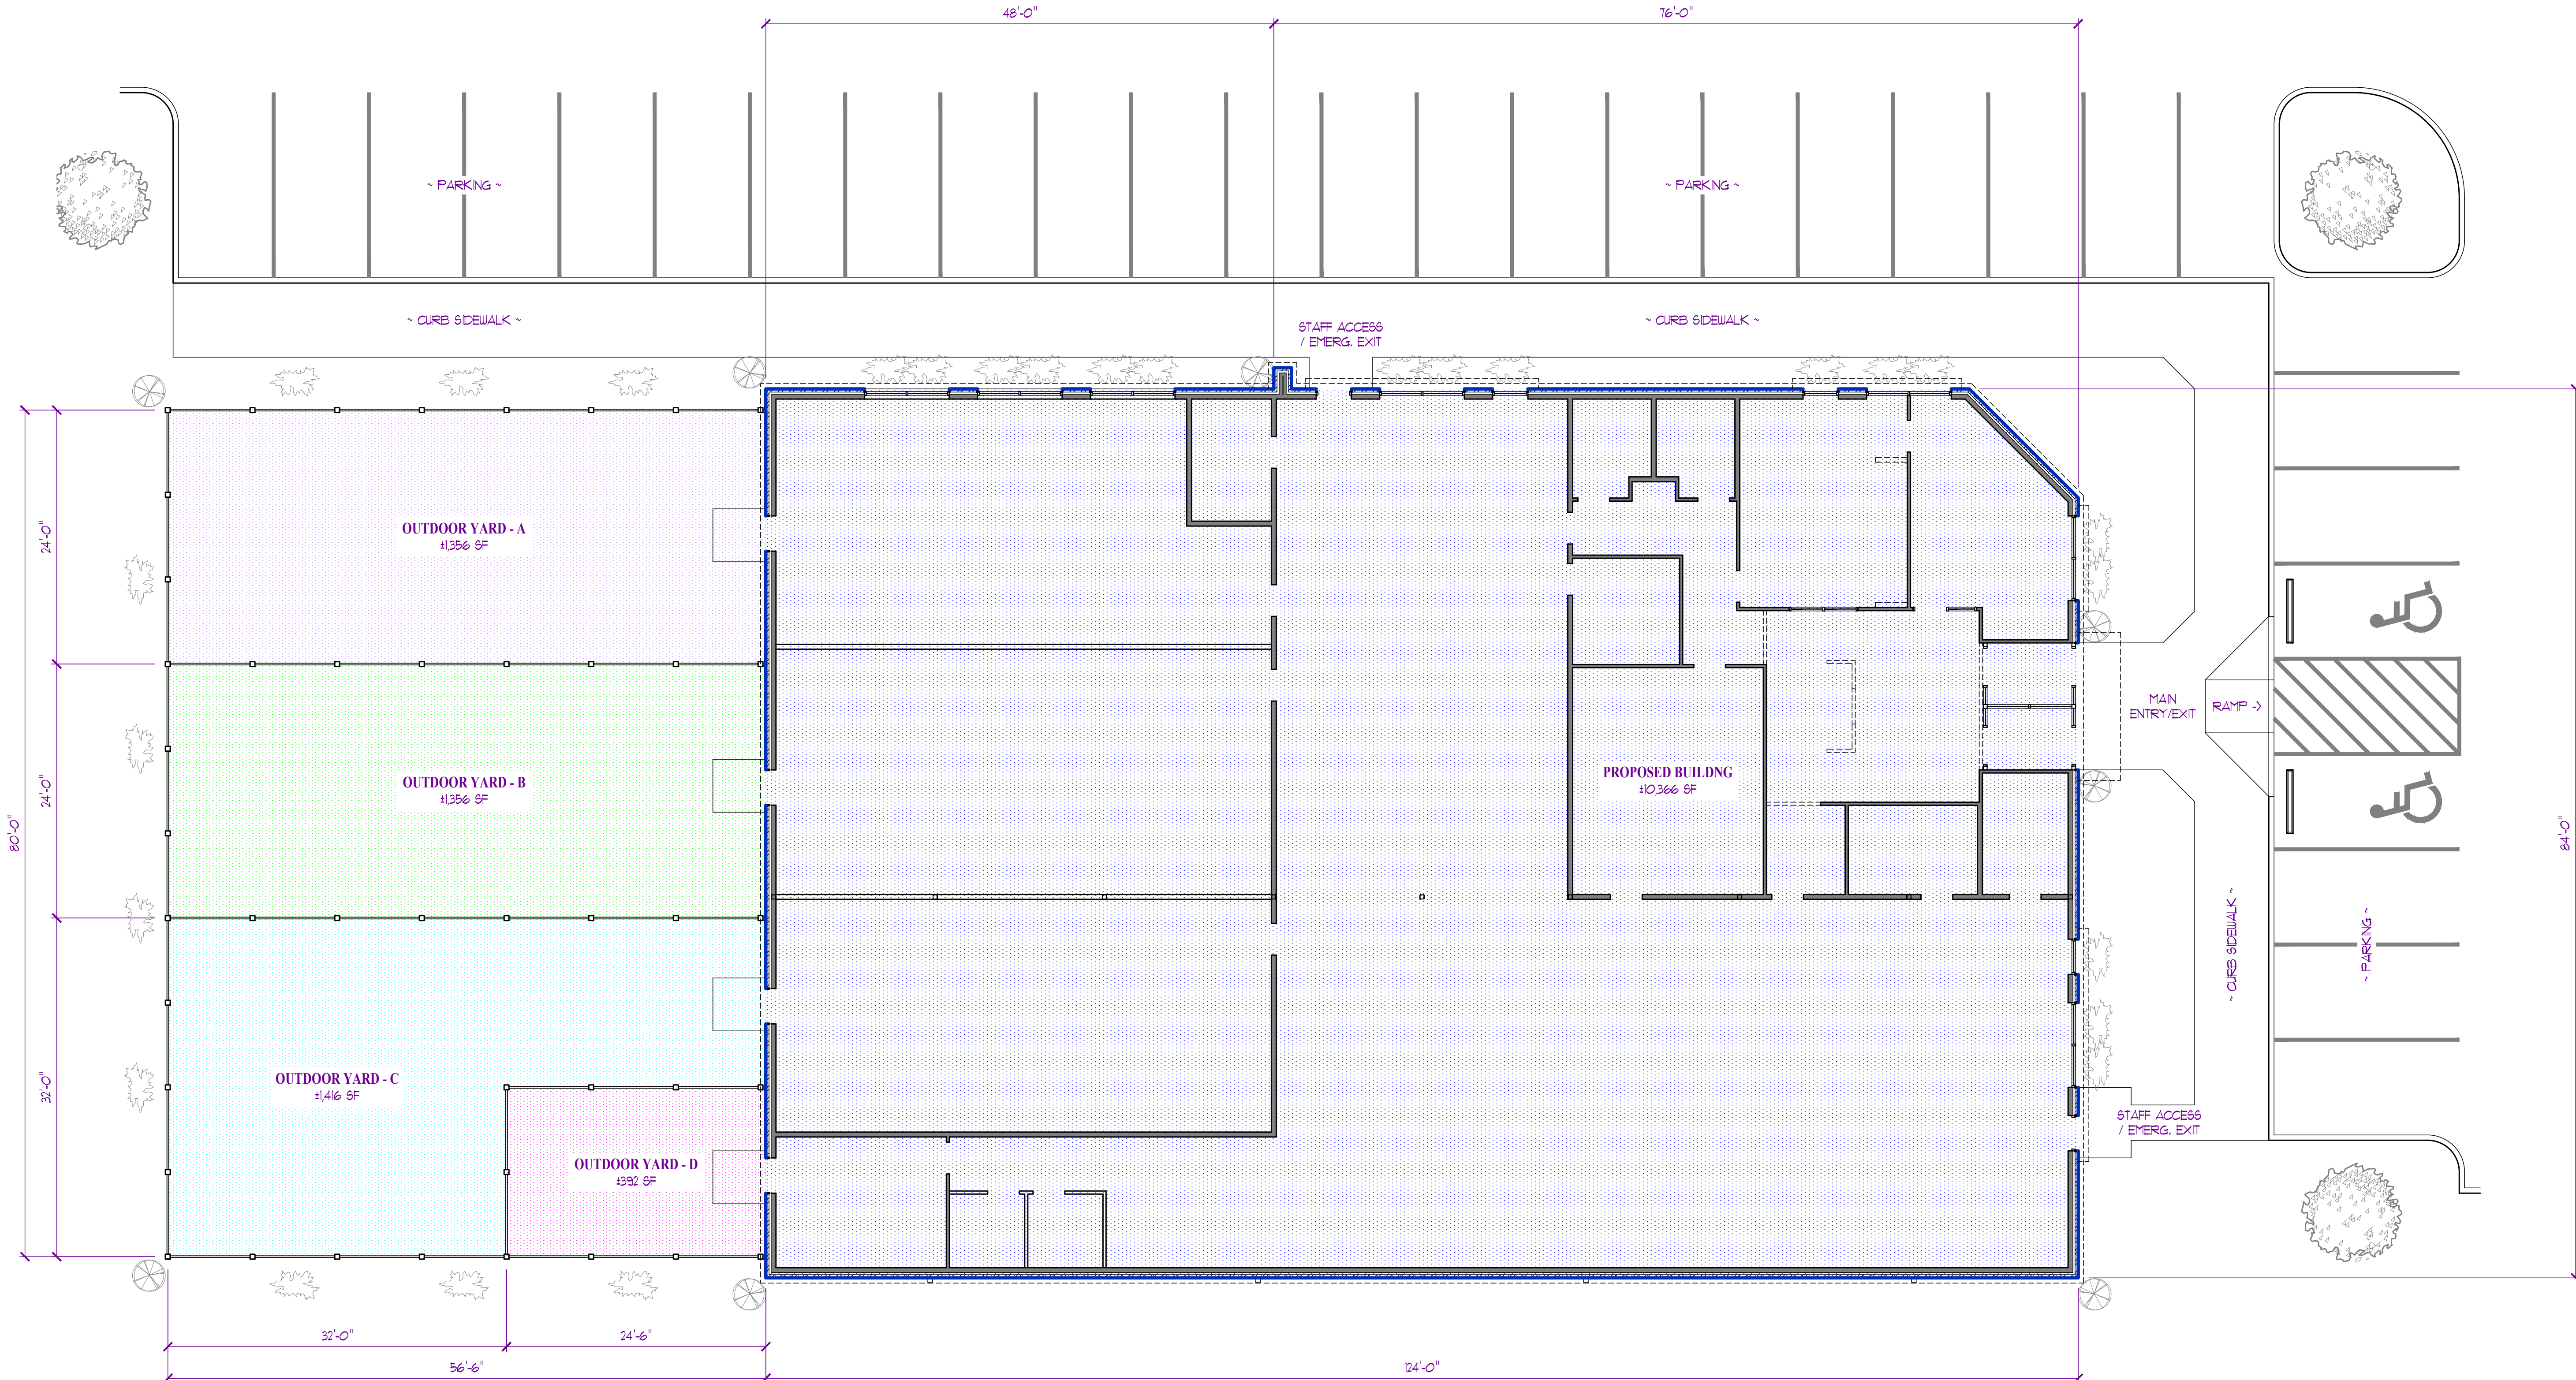 48'-0"
76'-0"
~ PARKING ~
~ PARKING ~
~ CURB SIDEWALK ~
STAFF ACCESS
/ EMERG. EXIT
~ CURB SIDEWALK ~
OUTDOOR YARD - A
±1,356 SF
24'-0"
OUTDOOR YARD - B
±1,356 SF
24'-0"
80'-0"
PROPOSED BUILDNG
±10,366 SF
MAIN
ENTRY/EXIT
RAMP ->
84'-0"
~ CURB SIDEWALK ~
~ PARKING ~
OUTDOOR YARD - C
±1,416 SF
32'-0"
OUTDOOR YARD - D
±392 SF
STAFF ACCESS
/ EMERG. EXIT
32'-0"
24'-6"
56'-6"
124'-0"